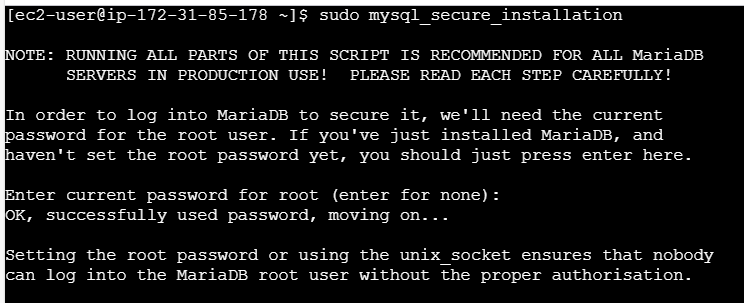 [ec2-user@ip-172-31-85-178 ~]$ sudo mysql_secure_installation
NOTE: RUNNING ALL PARTS OF THIS SCRIPT IS RECOMMENDED FOR ALL MariaDB
SERVERS IN PRODUCTION USE!  PLEASE READ EACH STEP CAREFULLY!
In order to log into MariaDB to secure it, we'll need the current
password for the root user. If you've just installed MariaDB, and
haven't set the root password yet, you should just press enter here.
Enter current password for root (enter for none):
OK, successfully used password, moving on...
Setting the root password or using the unix_socket ensures that nobody
can log into the MariaDB root user without the proper authorisation.